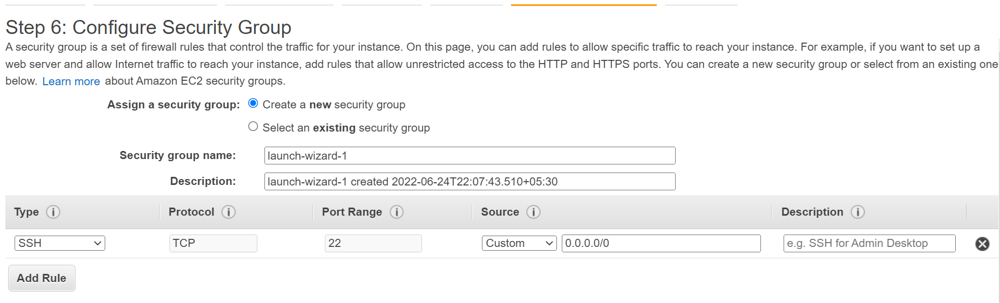 Step 6: Configure Security Group
A security group is a set of firewall rules that control the traffic for your instance. On this page, you can add rules to allow specific traffic to reach your instance. For example, if you want to set up a
web server and allow Internet traffic to reach your instance, add rules that allow unrestricted access to the HTTP and HTTPS ports. You can create a new security group or select from an existing one
below. Learn more about Amazon EC2 security groups.
Assign a security group: Create a new security group
Select an existing security group
Security group name: launch-wizard-1
Description: launch-wizard-1 created 2022-06-24T22:07:43.510+05:30
Type i Protocol i Port Range i Source i Description i
SSH TCP 22 Custom 0.0.0.0/0 e.g. SSH for Admin Desktop
Add Rule